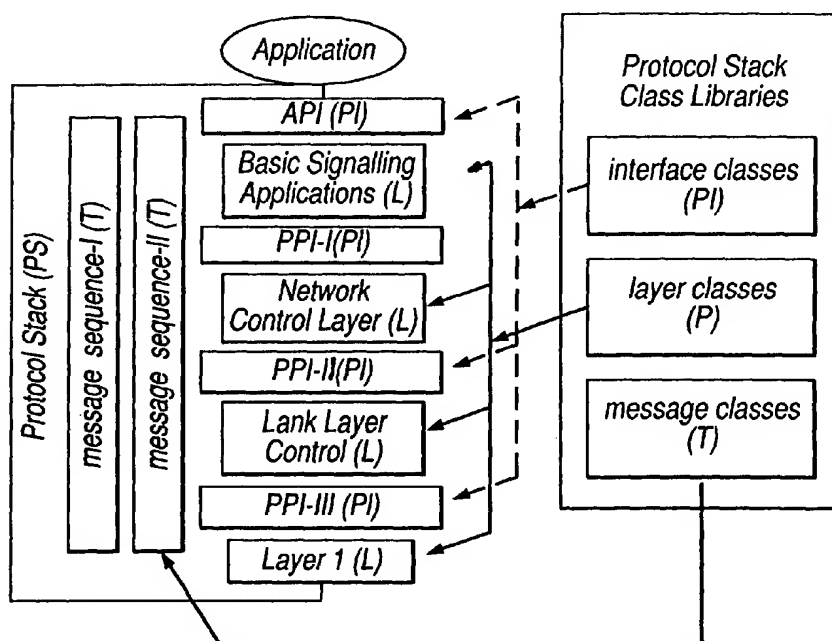 Application
Protocol Stack (PS)
message sequence-I (T)
message sequence-II (T)
API (PI)
Basic Signalling
Applications (L)
PPI-I(PI)
Network
Control Layer (L)
PPI-II(PI)
Lank Layer
Control (L)
PPI-III (PI)
Layer 1 (L)
Protocol Stack
Class Libraries
interface classes
(PI)
layer classes
(P)
message classes
(T)